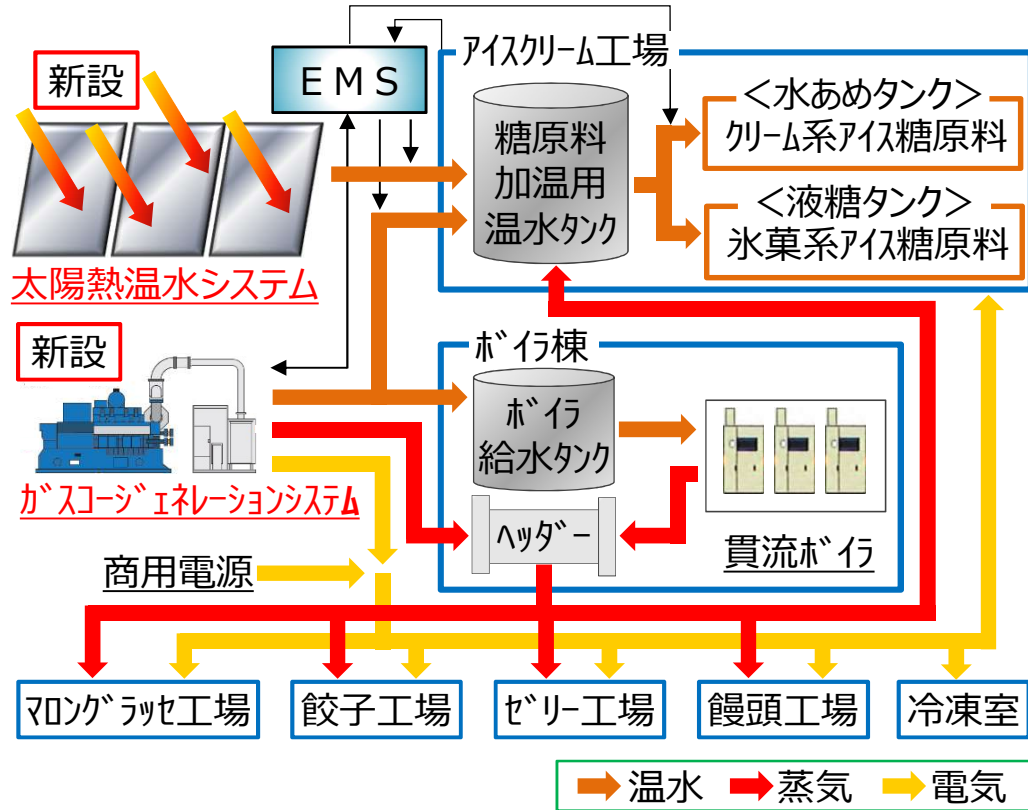 新設
EMS
アイスクリーム工場
糖原料
加温用
温水タンク
<水あめタンク>
クリーム系アイス糖原料
<液糖タンク>
氷菓系アイス糖原料
太陽熱温水システム
新設
ガスコージェネレーションシステム
ボイラ棟
ボイラ
給水タンク
ヘッダー
貫流ボイラ
商用電源
マロングラッセ工場
餃子工場
ゼリー工場
饅頭工場
冷凍室
温水
蒸気
電気